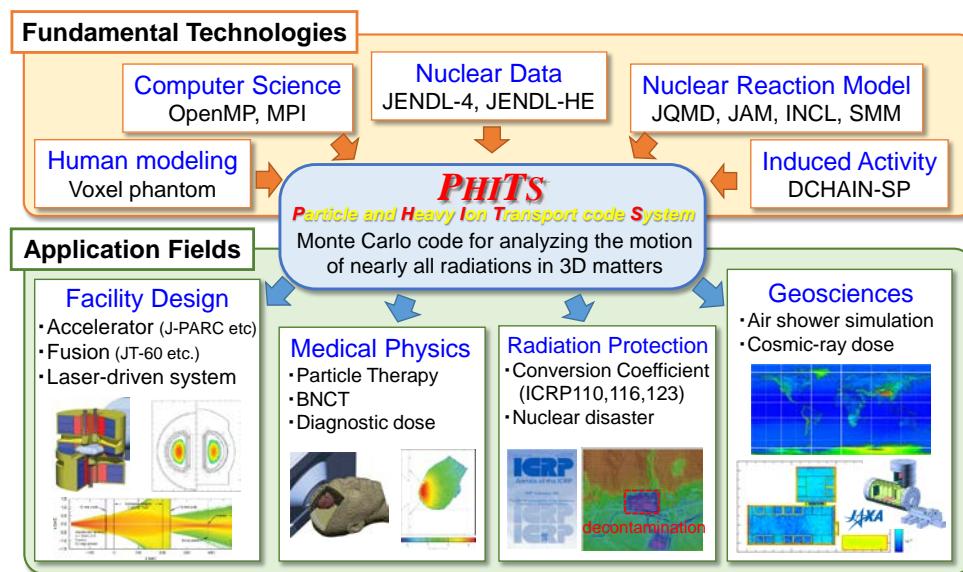 Fundamental Technologies
Computer Science
OpenMP, MPI
Nuclear Data
JENDL-4, JENDL-HE
Nuclear Reaction Model
JQMD, JAM, INCL, SMM
Human modeling
Voxel phantom
Induced Activity
DCHAIN-SP
PHITS
Particle and Heavy Ion Transport code System
Monte Carlo code for analyzing the motion
of nearly all radiations in 3D matters
Application Fields
Facility Design
・Accelerator (J-PARC etc)
・Fusion (JT-60 etc.)
・Laser-driven system
Medical Physics
・Particle Therapy
・BNCT
・Diagnostic dose
Radiation Protection
・Conversion Coefficient
(ICRP110,116,123)
・Nuclear disaster
ICRP
Annals of the ICRP
decontamination
Geosciences
・Air shower simulation
・Cosmic-ray dose
JAXA